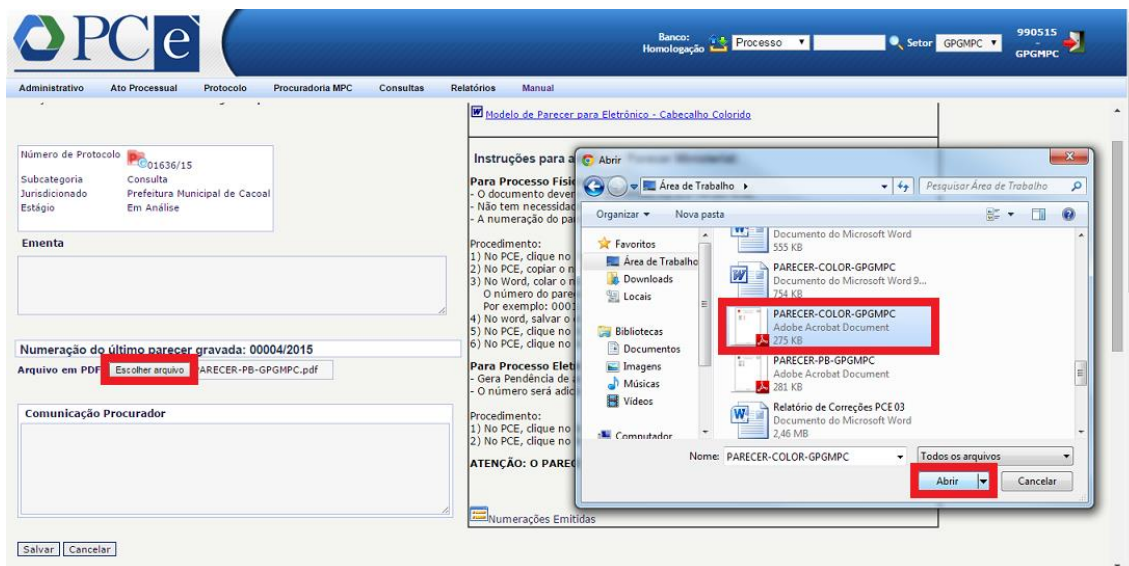 PCe
Banco:
Homologação
Processo
Setor
GPGMPC
990515
-
GPGMPC
Administrativo Ato Processual Protocolo Procuradoria MPC Consultas Relatórios Manual
Modelo de Parecer para Eletrônico - Cabecalho Colorido
Número de Protocolo 01636/15
Subcategoria Consulta
Jurisdicionado Prefeitura Municipal de Cacoal
Estágio Em Análise
Ementa
Numeração do último parecer gravada: 00004/2015
Arquivo em PDF Escolher arquivo PARECER-PB-GPGMPC.pdf
Comunicação Procurador
Salvar Cancelar
Instruções para a
Para Processo Físi
- O documento dever
- Não tem necessidad
- A numeração do pa
Procedimento:
1) No PCE, clique no
2) No PCE, copiar o n
3) No Word, colar o n
O número do pare
Por exemplo: 0001
4) No word, salvar o
5) No PCE, clique no
6) No PCE, clique no
Para Processo Elet
- Gera Pendência de a
- O número será adic
Procedimento:
1) No PCE, clique no
2) No PCE, clique no
ATENÇÃO: O PAREC
Numerações Emitidas
Abrir
Área de Trabalho
Pesquisar Área de Trabalho
Organizar Nova pasta
Favoritos
Área de Trabalho
Downloads
Locais
Bibliotecas
Documentos
Imagens
Músicas
Vídeos
Computador
Documento do Microsoft Word
555 KB
PARECER-COLOR-GPGMPC
Documento do Microsoft Word 9...
754 KB
PARECER-COLOR-GPGMPC
Adobe Acrobat Document
275 KB
PARECER-PB-GPGMPC
Adobe Acrobat Document
281 KB
Relatório de Correções PCE 03
Documento do Microsoft Word
2,46 MB
Nome: PARECER-COLOR-GPGMPC
Todos os arquivos
Abrir Cancelar